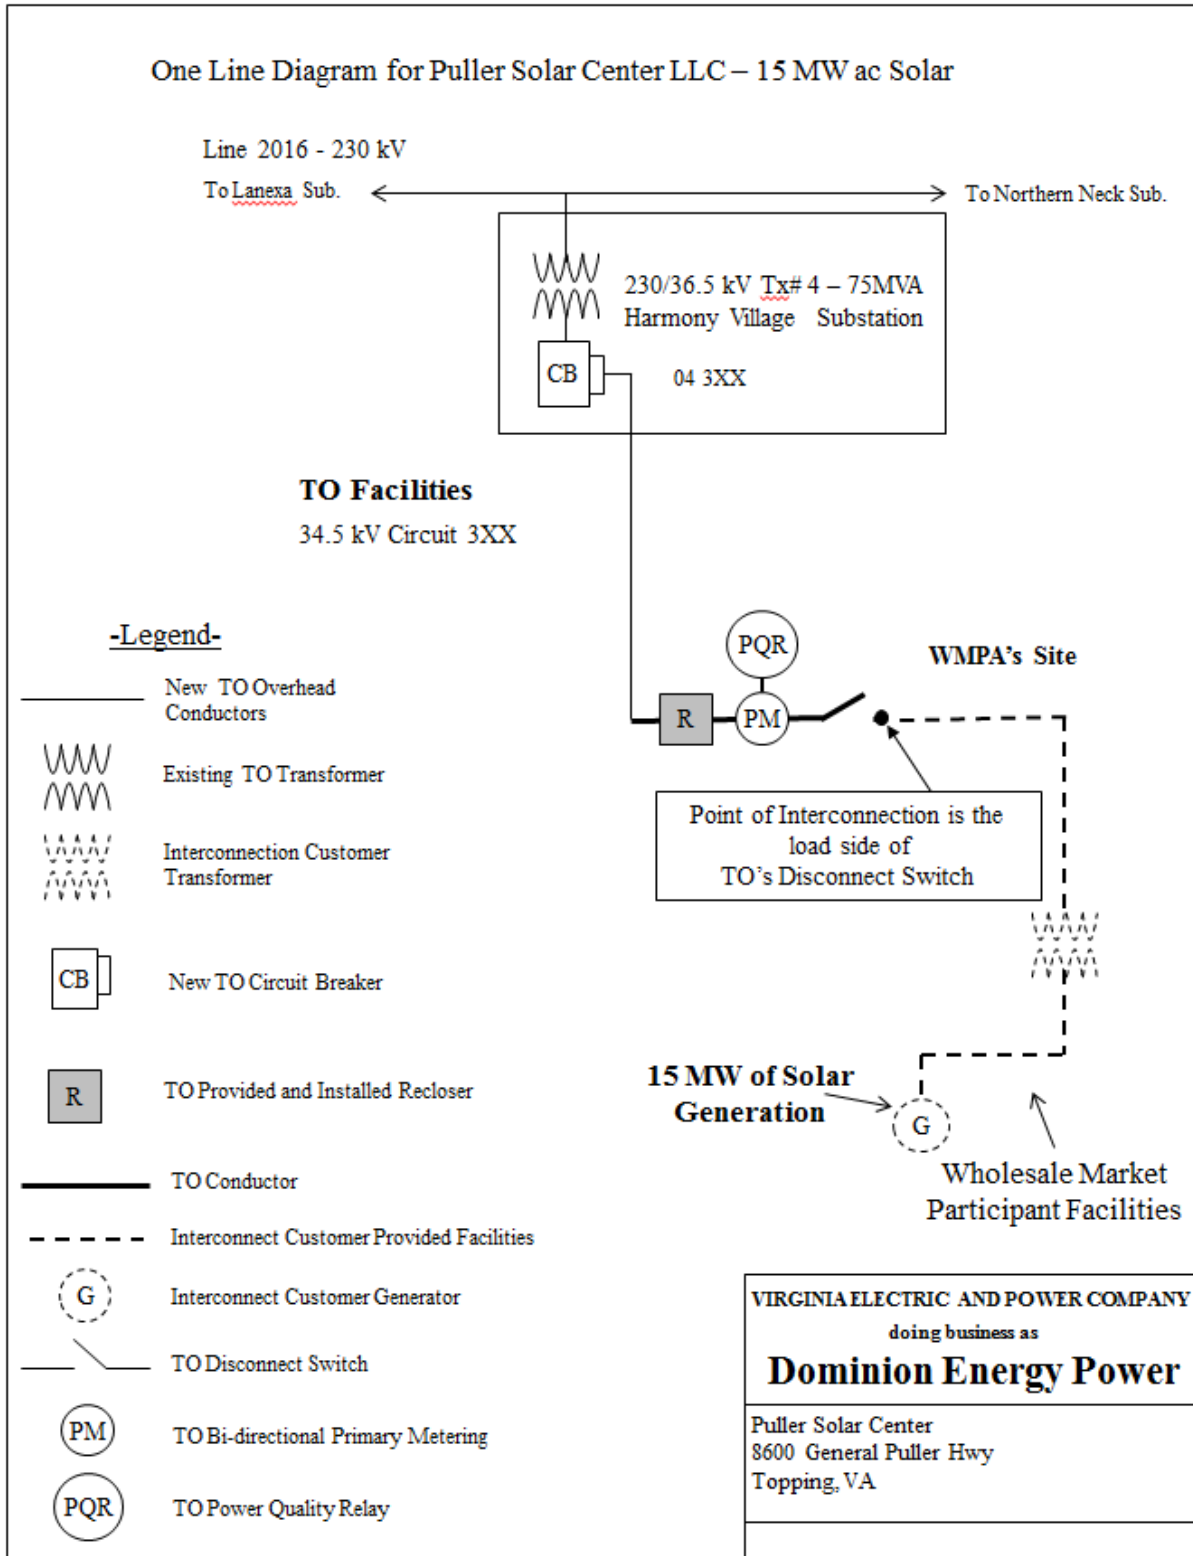 One Line Diagram for Puller Solar Center LLC – 15 MW ac Solar
Line 2016 - 230 kV
To Lanexa Sub.
To Northern Neck Sub.
230/36.5 kV Tx# 4 – 75MVA
Harmony Village Substation
CB
04 3XX
TO Facilities
34.5 kV Circuit 3XX
PQR
WMPA's Site
R
PM
Point of Interconnection is the
load side of
TO's Disconnect Switch
15 MW of Solar
Generation
G
Wholesale Market
Participant Facilities
-Legend-
New TO Overhead
Conductors
Existing TO Transformer
Interconnection Customer
Transformer
CB
New TO Circuit Breaker
R
TO Provided and Installed Recloser
TO Conductor
Interconnect Customer Provided Facilities
G
Interconnect Customer Generator
TO Disconnect Switch
PM
TO Bi-directional Primary Metering
PQR
TO Power Quality Relay
VIRGINIA ELECTRIC AND POWER COMPANY
doing business as
Dominion Energy Power
Puller Solar Center
8600 General Puller Hwy
Topping, VA